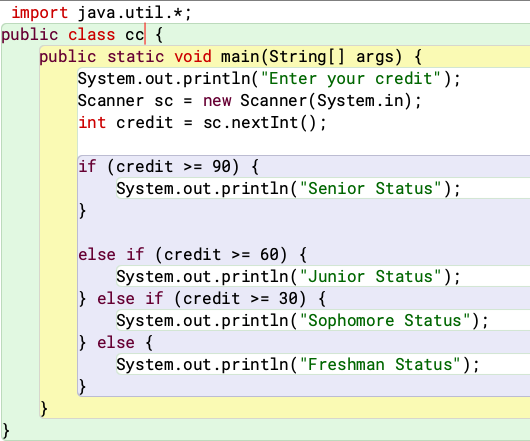 import java.util.*;
public class cc {
public static void main(String[] args) {
System.out.println("Enter your credit");
Scanner sc = new Scanner(System.in);
int credit = sc.nextInt();
if (credit >= 90) {
System.out.println("Senior Status");
}
else if (credit >= 60) {
System.out.println("Junior Status");
} else if (credit >= 30) {
System.out.println("Sophomore Status");
} else {
System.out.println("Freshman Status");
}
}
}